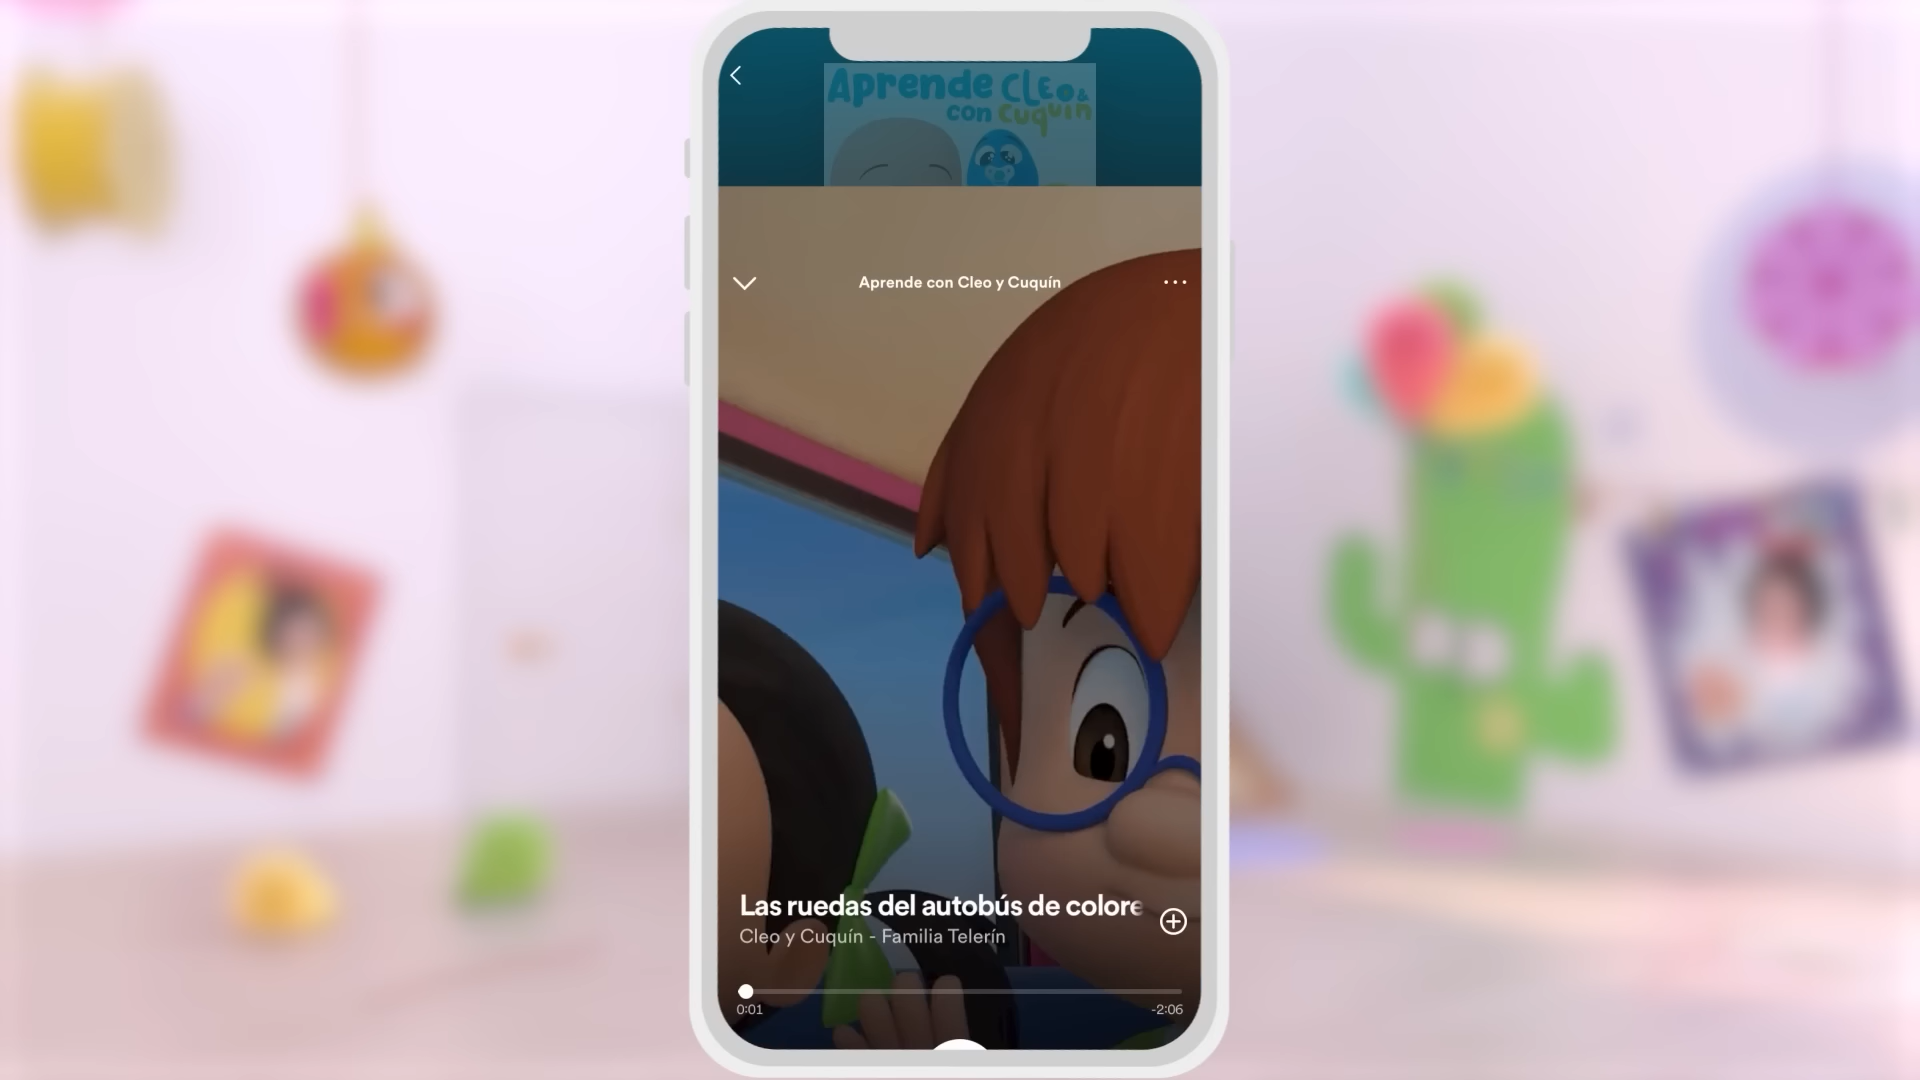 Aprende CLEO &
con cuquin
Aprende con Cleo y Cuquín
Las ruedas del autobús de colore
Cleo y Cuquín - Familia Telerín
0:01
-2:06